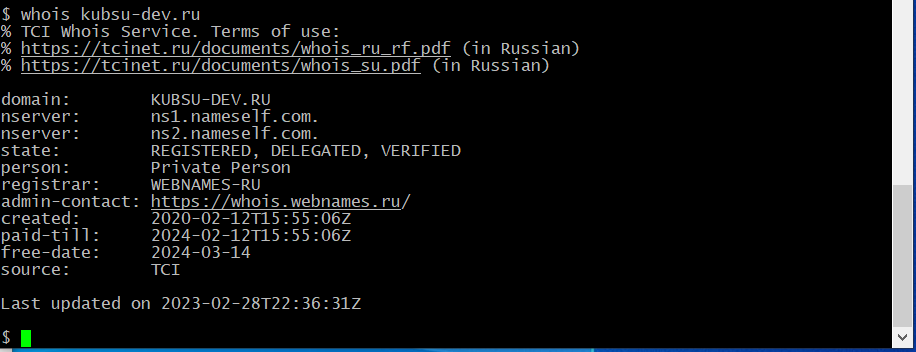 $ whois kubsu-dev.ru
% TCI Whois Service. Terms of use:
% https://tcinet.ru/documents/whois_ru_rf.pdf (in Russian)
% https://tcinet.ru/documents/whois_su.pdf (in Russian)

domain:        KUBSU-DEV.RU
nserver:       ns1.nameself.com.
nserver:       ns2.nameself.com.
state:         REGISTERED, DELEGATED, VERIFIED
person:        Private Person
registrar:     WEBNAMES-RU
admin-contact: https://whois.webnames.ru/
created:       2020-02-12T15:55:06Z
paid-till:     2024-02-12T15:55:06Z
free-date:     2024-03-14
source:        TCI

Last updated on 2023-02-28T22:36:31Z

$